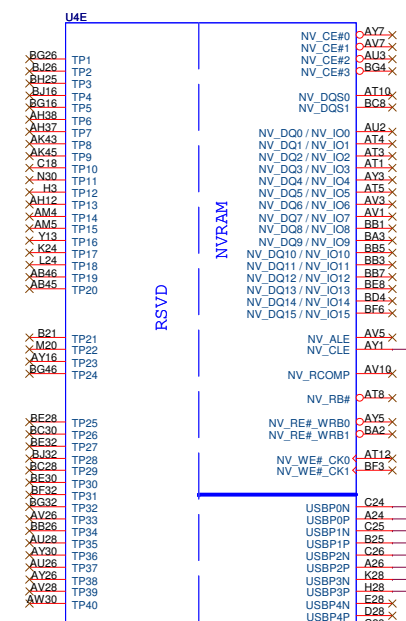 U4E
NV_CE#0 AY7
NV_CE#1 AV7
BG26 TP1 NV_CE#2 AU3
BJ26 TP2 NV_CE#3 BG4
BH25 TP3
BJ16 TP4 NV_DQS0 AT10
BG16 TP5 NV_DQS1 BC8
AH38 TP6
AH37 TP7 NV_DQ0 / NV_IO0 AU2
AK43 TP8 NV_DQ1 / NV_IO1 AT4
AK45 TP9 NV_DQ2 / NV_IO2 AT3
C18 TP10 NV_DQ3 / NV_IO3 AT1
N30 TP11 NV_DQ4 / NV_IO4 AY3
H3 TP12 NV_DQ5 / NV_IO5 AT5
AH12 TP13 NV_DQ6 / NV_IO6 AV3
AM4 TP14 NV_DQ7 / NV_IO7 AV1
AM5 TP15 NV_DQ8 / NV_IO8 BB1
Y13 TP16 NV_DQ9 / NV_IO9 BA3
K24 TP17 NV_DQ10 / NV_IO10 BB5
L24 TP18 NV_DQ11 / NV_IO11 BB3
AB46 TP19 NV_DQ12 / NV_IO12 BB7
AB45 TP20 NV_DQ13 / NV_IO13 BE8
NV_DQ14 / NV_IO14 BD4
NV_DQ15 / NV_IO15 BF6
NVRAM
RSVD
B21 TP21 NV_ALE AV5
M20 TP22 NV_CLE AY1
AY16 TP23
BG46 TP24 NV_RCOMP AV10
NV_RB# AT8
BE28 TP25 NV_RE#_WRB0 AY5
BC30 TP26 NV_RE#_WRB1 BA2
BE32 TP27
BJ32 TP28 NV_WE#_CK0 AT12
BC28 TP29 NV_WE#_CK1 BF3
BE30 TP30
BF32 TP31
BG32 TP32 USBP0N C24
AV26 TP33 USBP0P A24
BB26 TP34 USBP1N C25
AU28 TP35 USBP1P B25
AY30 TP36 USBP2N C26
AU26 TP37 USBP2P A26
AY26 TP38 USBP3N K28
AV28 TP39 USBP3P H28
AW30 TP40 USBP4N E28
USBP4P D28